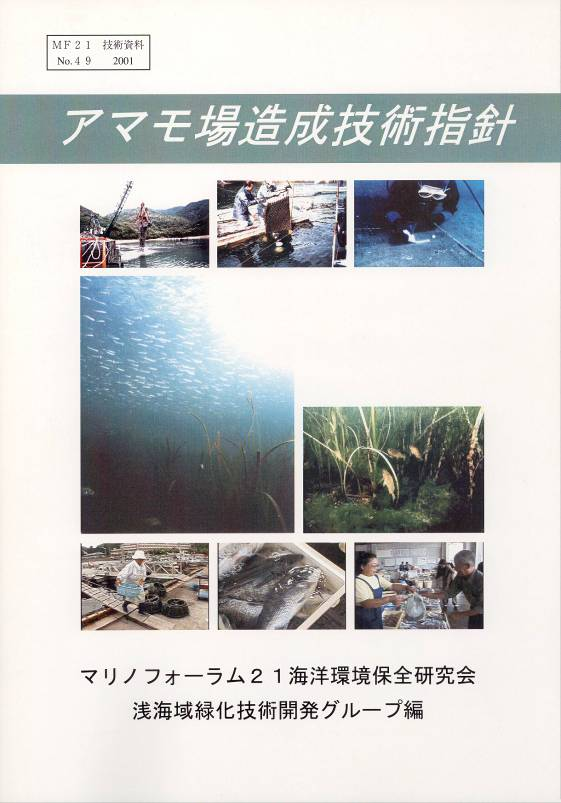 ＭＦ２１　技術資料
No.４９　2001
アマモ場造成技術指針
マリノフォーラム２１海洋環境保全研究会
浅海域緑化技術開発グループ編